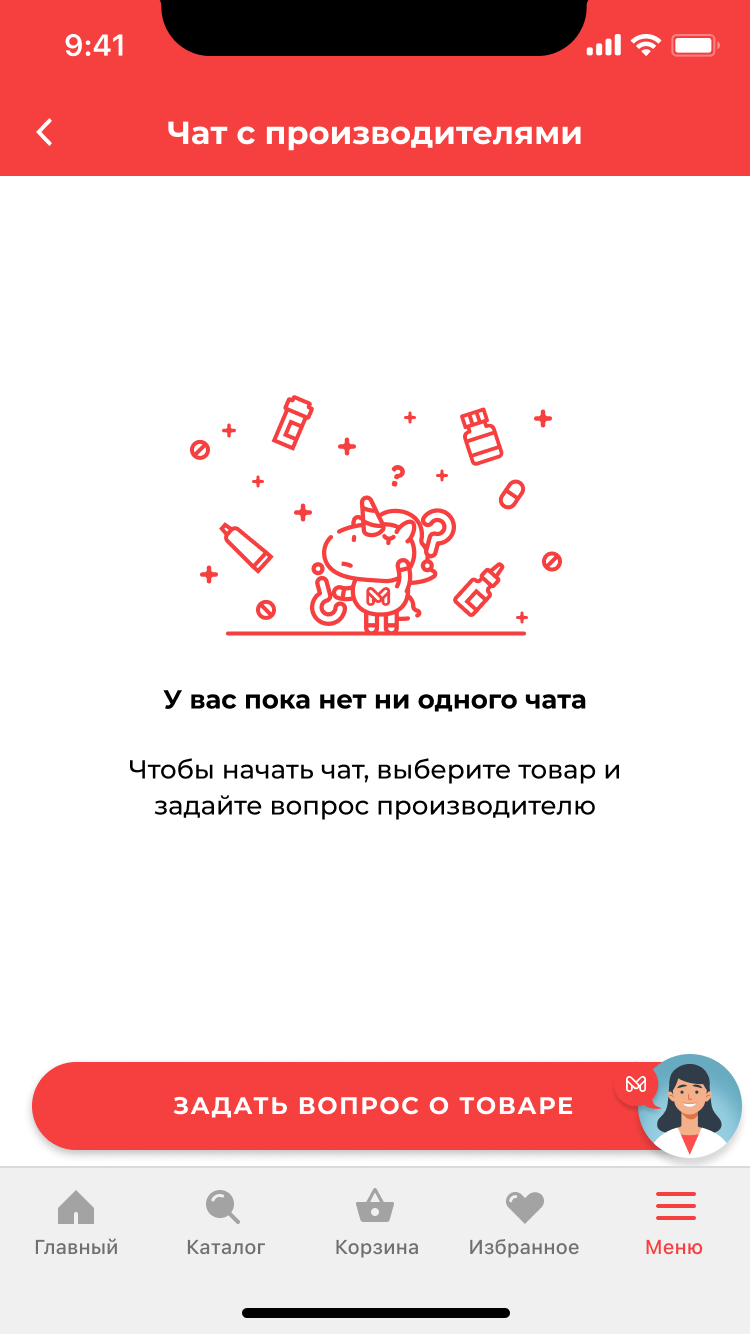 9:41
Чат с производителями
?
У вас пока нет ни одного чата
Чтобы начать чат, выберите товар и
задайте вопрос производителю
ЗАДАТЬ ВОПРОС О ТОВАРЕ
Главный
Каталог
Корзина
Избранное
Меню